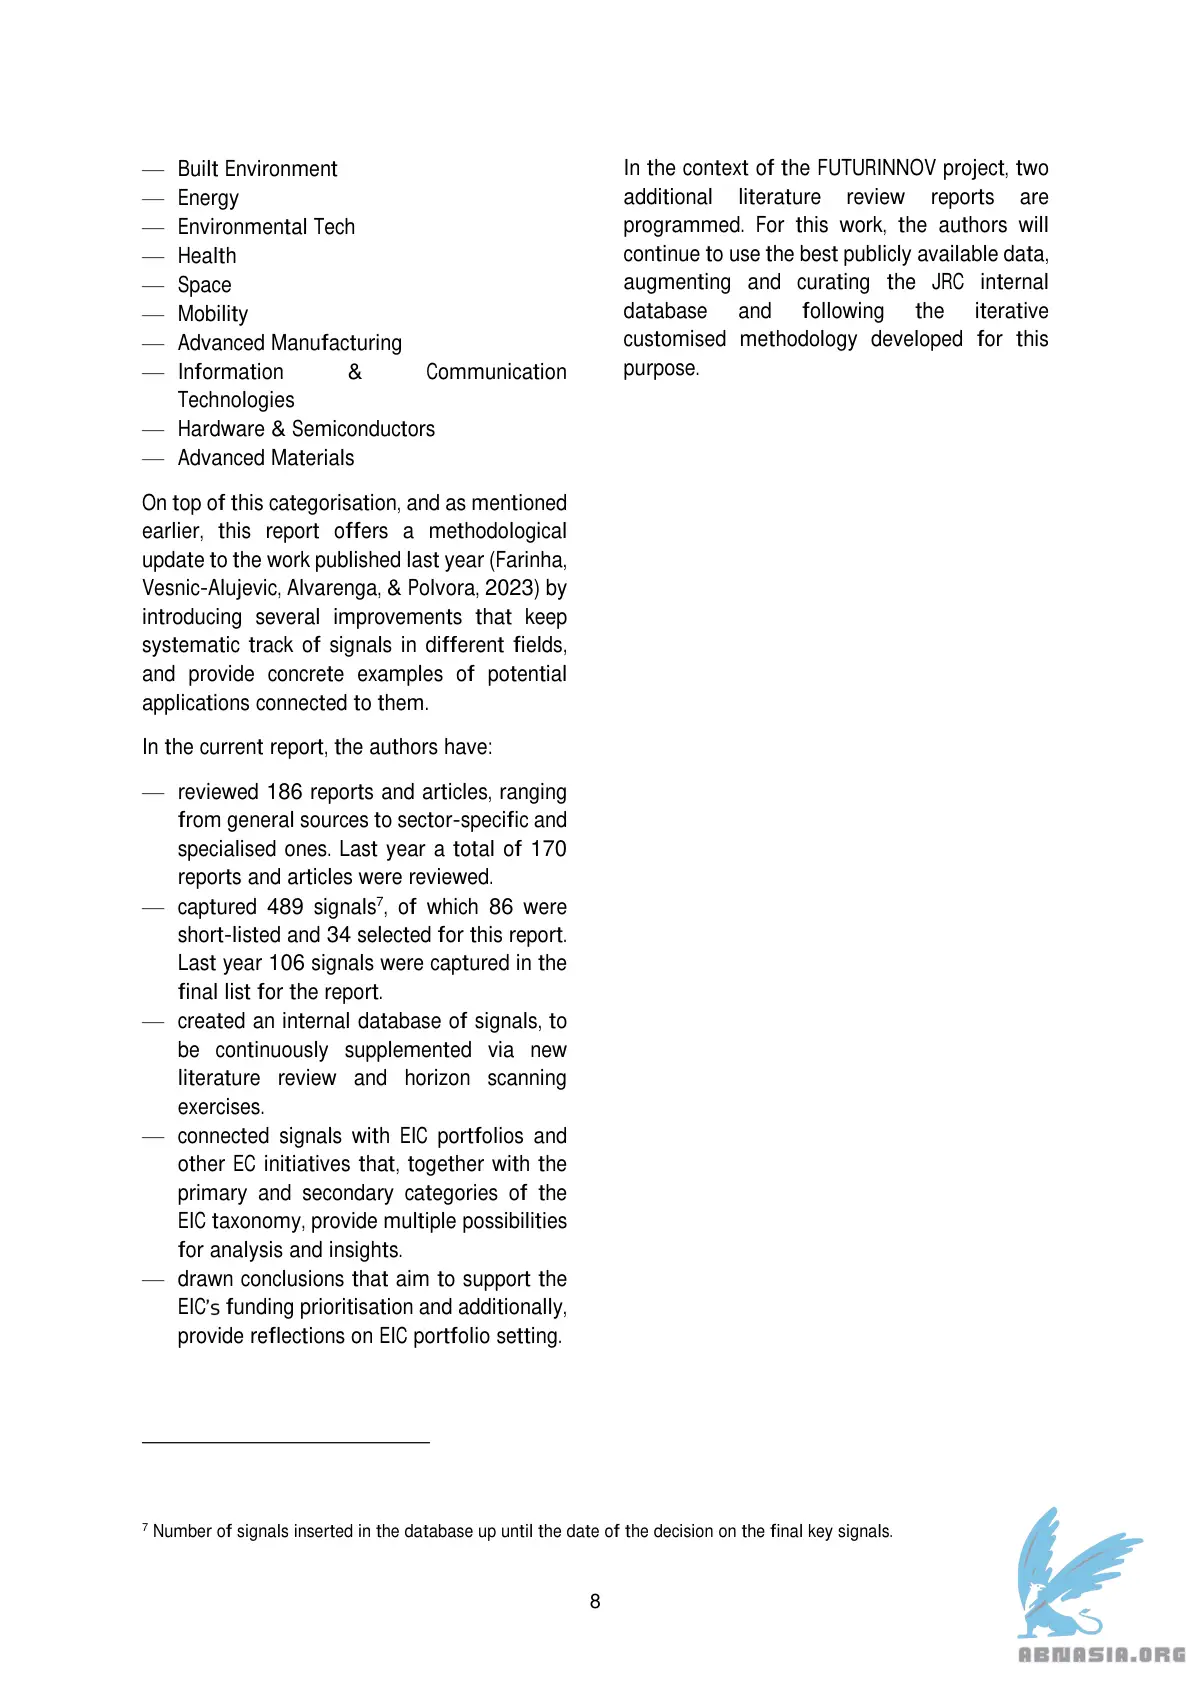 — Built Environment
— Energy
— Environmental Tech
— Health
— Space
— Mobility
— Advanced Manufacturing
— Information & Communication
Technologies
— Hardware & Semiconductors
— Advanced Materials
On top of this categorisation, and as mentioned
earlier, this report offers a methodological
update to the work published last year (Farinha,
Vesnic-Alujevic, Alvarenga, & Polvora, 2023) by
introducing several improvements that keep
systematic track of signals in different fields,
and provide concrete examples of potential
applications connected to them.
In the current report, the authors have:
— reviewed 186 reports and articles, ranging
from general sources to sector-specific and
specialised ones. Last year a total of 170
reports and articles were reviewed.
— captured 489 signals⁷, of which 86 were
short-listed and 34 selected for this report.
Last year 106 signals were captured in the
final list for the report.
— created an internal database of signals, to
be continuously supplemented via new
literature review and horizon scanning
exercises.
— connected signals with EIC portfolios and
other EC initiatives that, together with the
primary and secondary categories of the
EIC taxonomy, provide multiple possibilities
for analysis and insights.
— drawn conclusions that aim to support the
EIC’s funding prioritisation and additionally,
provide reflections on EIC portfolio setting.
In the context of the FUTURINNOV project, two
additional literature review reports are
programmed. For this work, the authors will
continue to use the best publicly available data,
augmenting and curating the JRC internal
database and following the iterative
customised methodology developed for this
purpose.
⁷ Number of signals inserted in the database up until the date of the decision on the final key signals.
8
ABNASIA.ORG